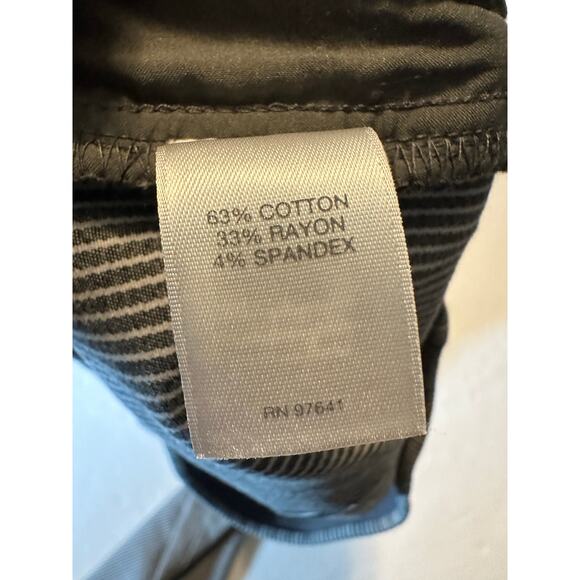 63% COTTON
33% RAYON
4% SPANDEX
RN 97641